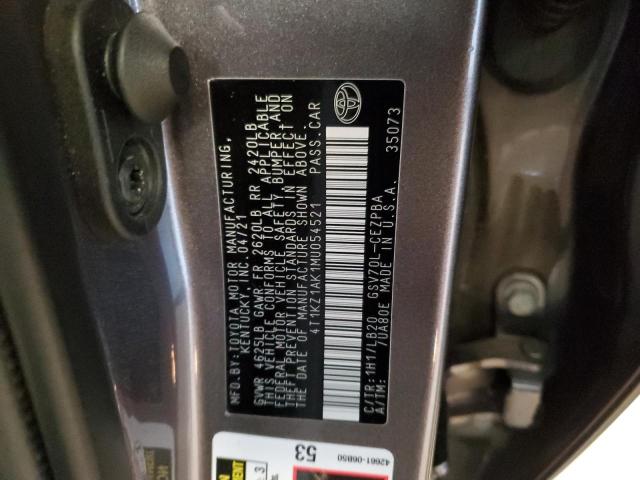 MFD.BY:TOYOTA MOTOR MANUFACTURING,
KENTUCKY, INC. 04/21
GVWR 4625LB GAWR FR 2620LB RR 2420LB
THIS VEHICLE CONFORMS TO ALL APPLICABLE
FEDERAL MOTOR VEHICLE SAFETY, BUMPER AND
THEFT PREVENTION STANDARDS IN EFFECT ON
THE DATE OF MANUFACTURE SHOWN ABOVE.
4T1KZ1AK1MU054521 PASS.CAR
C/TR:1H1/LB20 GSV70L-CEZPBA
A/TM: 7UA80E MADE IN U.S.A. 35073
53
42661-06B50
3